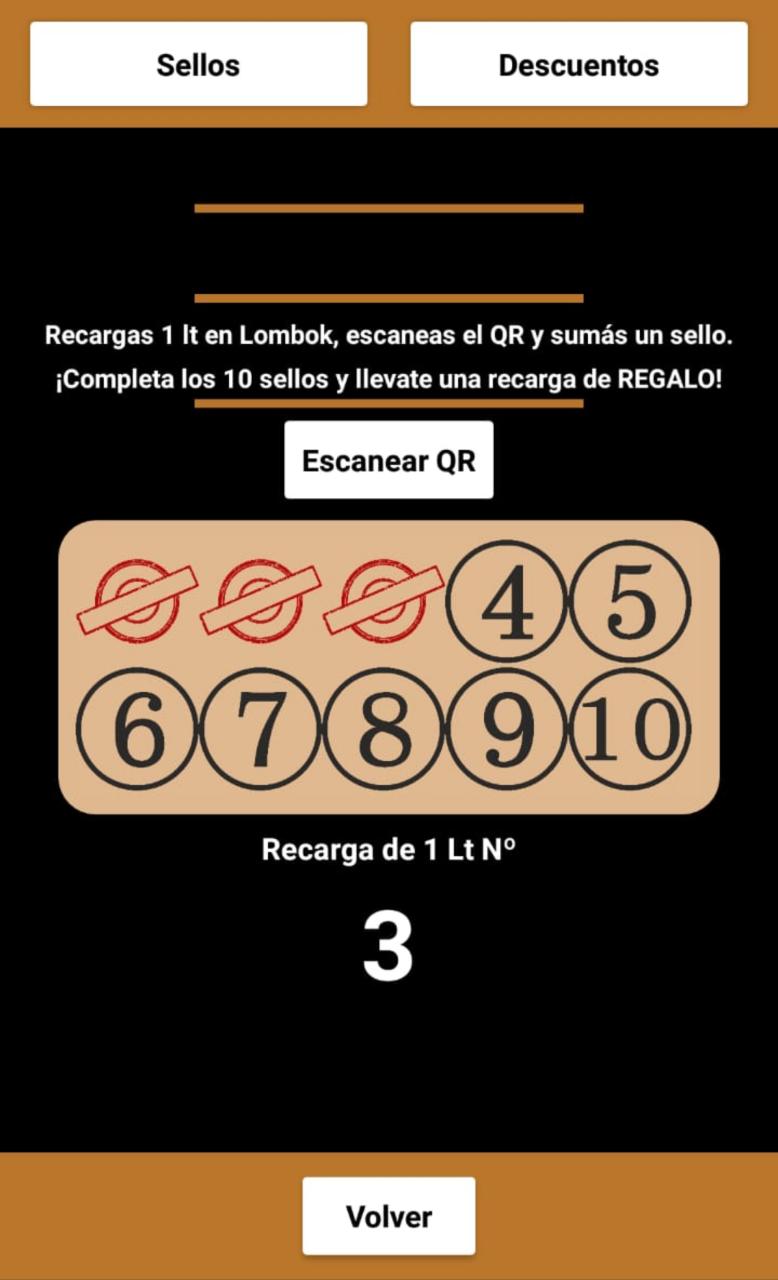 Sellos
Descuentos
Recargas 1 lt en Lombok, escaneas el QR y sumás un sello.
¡Completa los 10 sellos y llevate una recarga de REGALO!
Escanear QR
4 5
6 7 8 9 10
Recarga de 1 Lt Nº
3
Volver